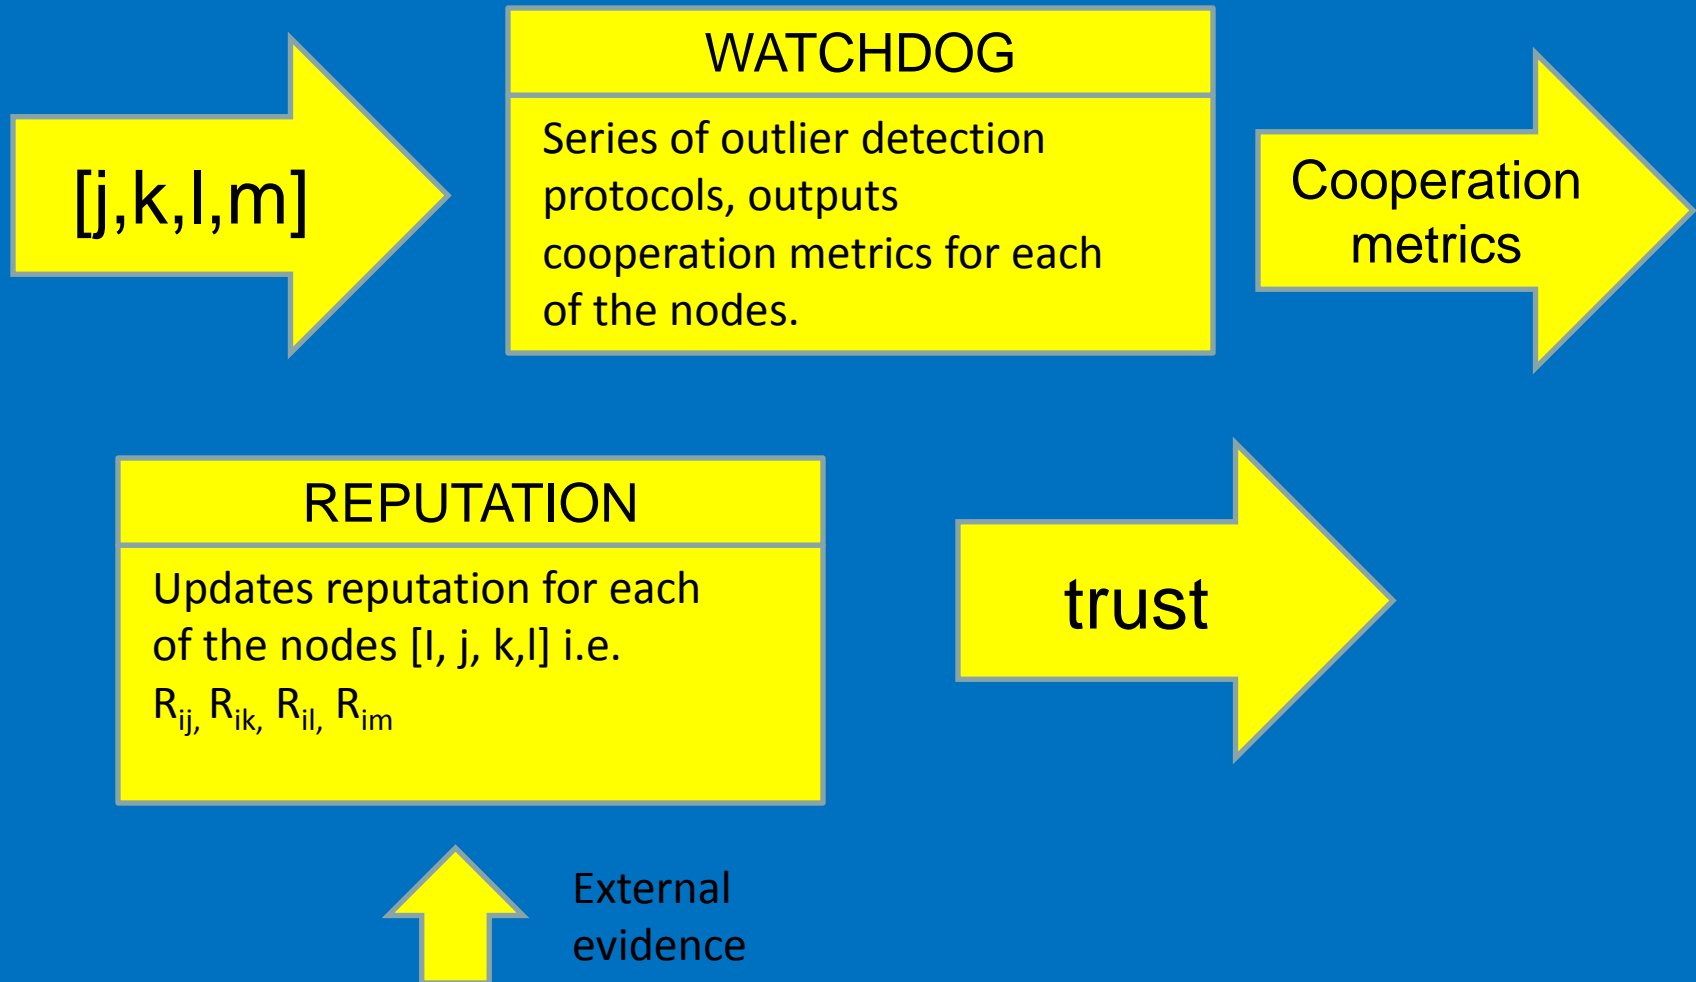 [j,k,l,m]
WATCHDOG
Series of outlier detection
protocols, outputs
cooperation metrics for each
of the nodes.
Cooperation
metrics
REPUTATION
Updates reputation for each
of the nodes [I, j, k,l] i.e.
Rij, Rik, Ril, Rim
trust
External
evidence